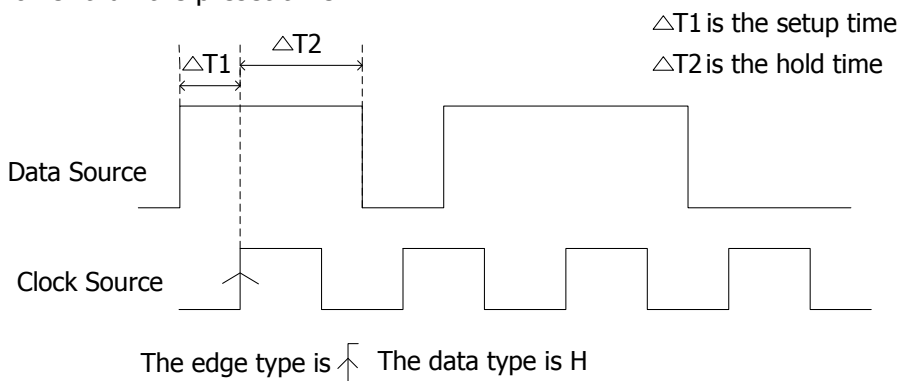 △T1 is the setup time
△T2
△T1
△T2 is the hold time
Data Source
Clock Source
The edge type is The data type is H